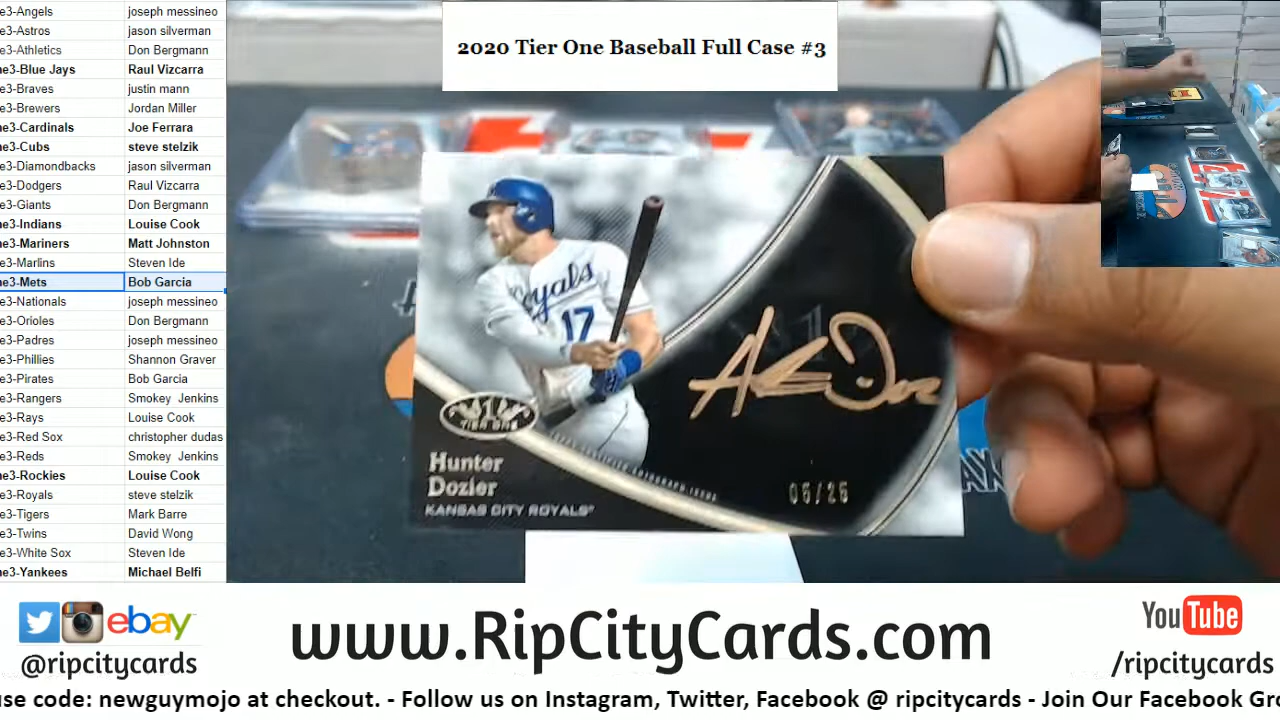 2020 Tier One Baseball Full Case #3
e3-Angels joseph messineo
e3-Astros jason silverman
e3-Athletics Don Bergmann
ne3-Blue Jays Raul Vizcarra
e3-Braves justin mann
e3-Brewers Jordan Miller
ne3-Cardinals Joe Ferrara
ne3-Cubs steve stelzik
e3-Diamondbacks jason silverman
e3-Dodgers Raul Vizcarra
e3-Giants Don Bergmann
ne3-Indians Louise Cook
ne3-Mariners Matt Johnston
e3-Marlins Steven Ide
ne3-Mets Bob Garcia
e3-Nationals joseph messineo
e3-Orioles Don Bergmann
e3-Padres joseph messineo
e3-Phillies Shannon Graver
e3-Pirates Bob Garcia
e3-Rangers Smokey Jenkins
e3-Rays Louise Cook
e3-Red Sox christopher dudas
e3-Reds Smokey Jenkins
ne3-Rockies Louise Cook
e3-Royals steve stelzik
e3-Tigers Mark Barre
e3-Twins David Wong
e3-White Sox Steven Ide
ne3-Yankees Michael Belfi
Royals
17
1
TIER ONE
Hunter
Dozier
KANSAS CITY ROYALS
ebay
@ripcitycards
www.RipCityCards.com
YouTube
/ripcitycards
use code: newguymojo at checkout. - Follow us on Instagram, Twitter, Facebook @ ripcitycards - Join Our Facebook Gro